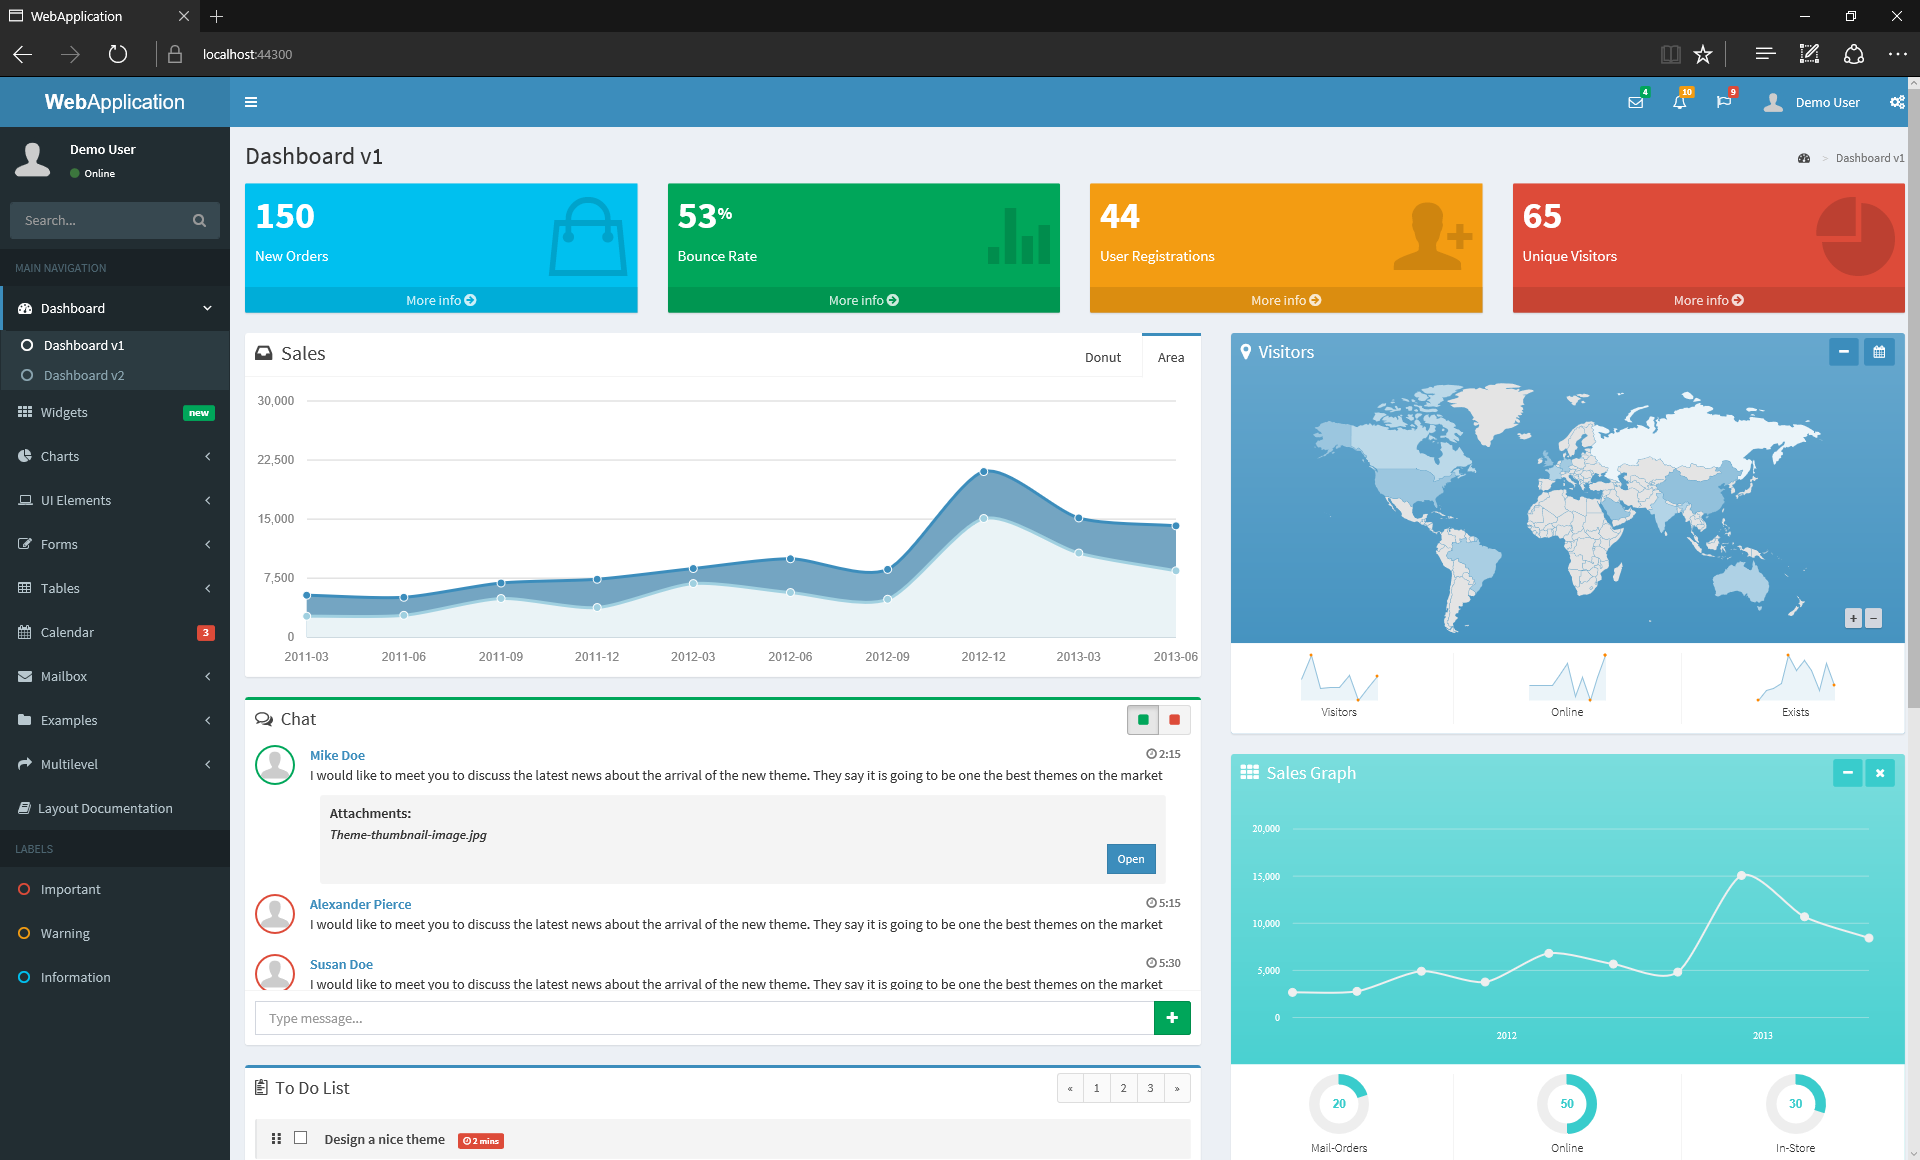 WebApplication
localhost:44300
WebApplication
4
10
9
Demo User
Demo User
Online
Search...
MAIN NAVIGATION
Dashboard
Dashboard v1
Dashboard v2
Widgets new
Charts
UI Elements
Forms
Tables
Calendar 3
Mailbox
Examples
Multilevel
Layout Documentation
LABELS
Important
Warning
Information
Dashboard v1
> Dashboard v1
150
New Orders
More info
53%
Bounce Rate
More info
44
User Registrations
More info
65
Unique Visitors
More info
Sales
Donut
Area
30,000
22,500
15,000
7,500
0
2011-03 2011-06 2011-09 2011-12 2012-03 2012-06 2012-09 2012-12 2013-03 2013-06
Visitors
+ −
Visitors
Online
Exists
Chat
Mike Doe 2:15
I would like to meet you to discuss the latest news about the arrival of the new theme. They say it is going to be one the best themes on the market
Attachments:
Theme-thumbnail-image.jpg
Open
Alexander Pierce 5:15
I would like to meet you to discuss the latest news about the arrival of the new theme. They say it is going to be one the best themes on the market
Susan Doe 5:30
I would like to meet you to discuss the latest news about the arrival of the new theme. They say it is going to be one the best themes on the market
Type message...
Sales Graph
20,000
15,000
10,000
5,000
0
2012 2013
20
Mail-Orders
50
Online
30
In-Store
To Do List
« 1 2 3 »
Design a nice theme 2 mins